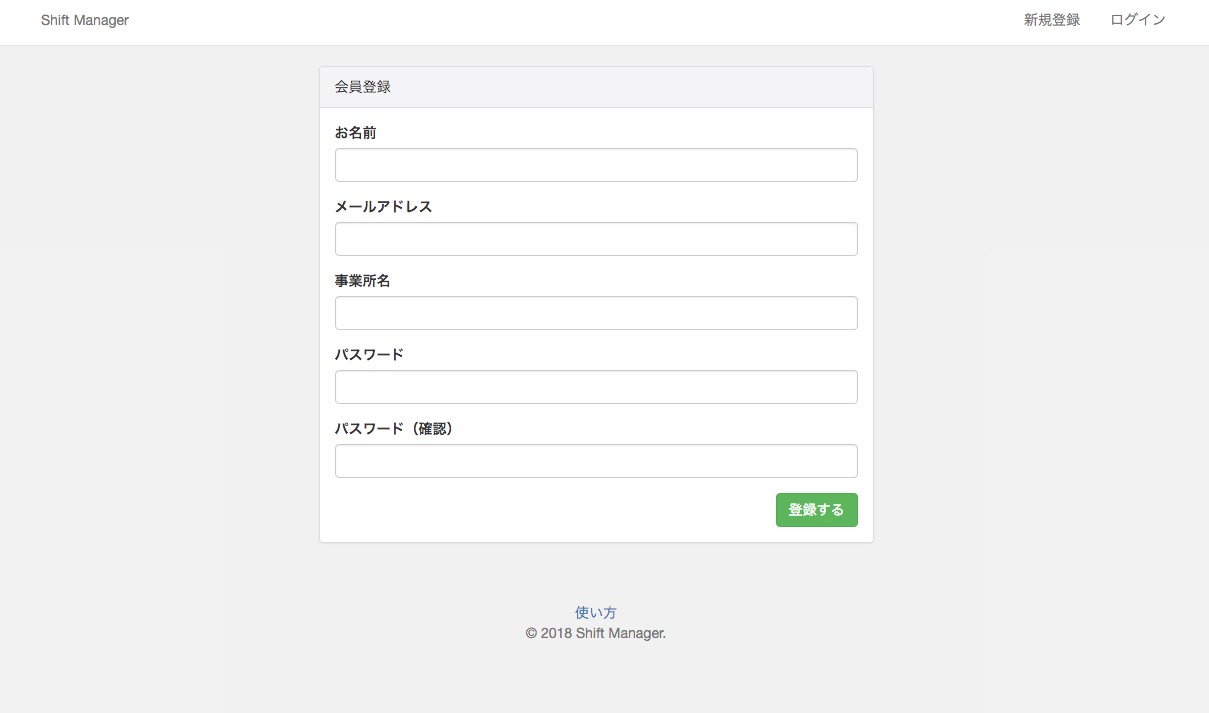 Shift Manager
新規登録
ログイン
会員登録
お名前
メールアドレス
事業所名
パスワード
パスワード（確認）
登録する
使い方
© 2018 Shift Manager.